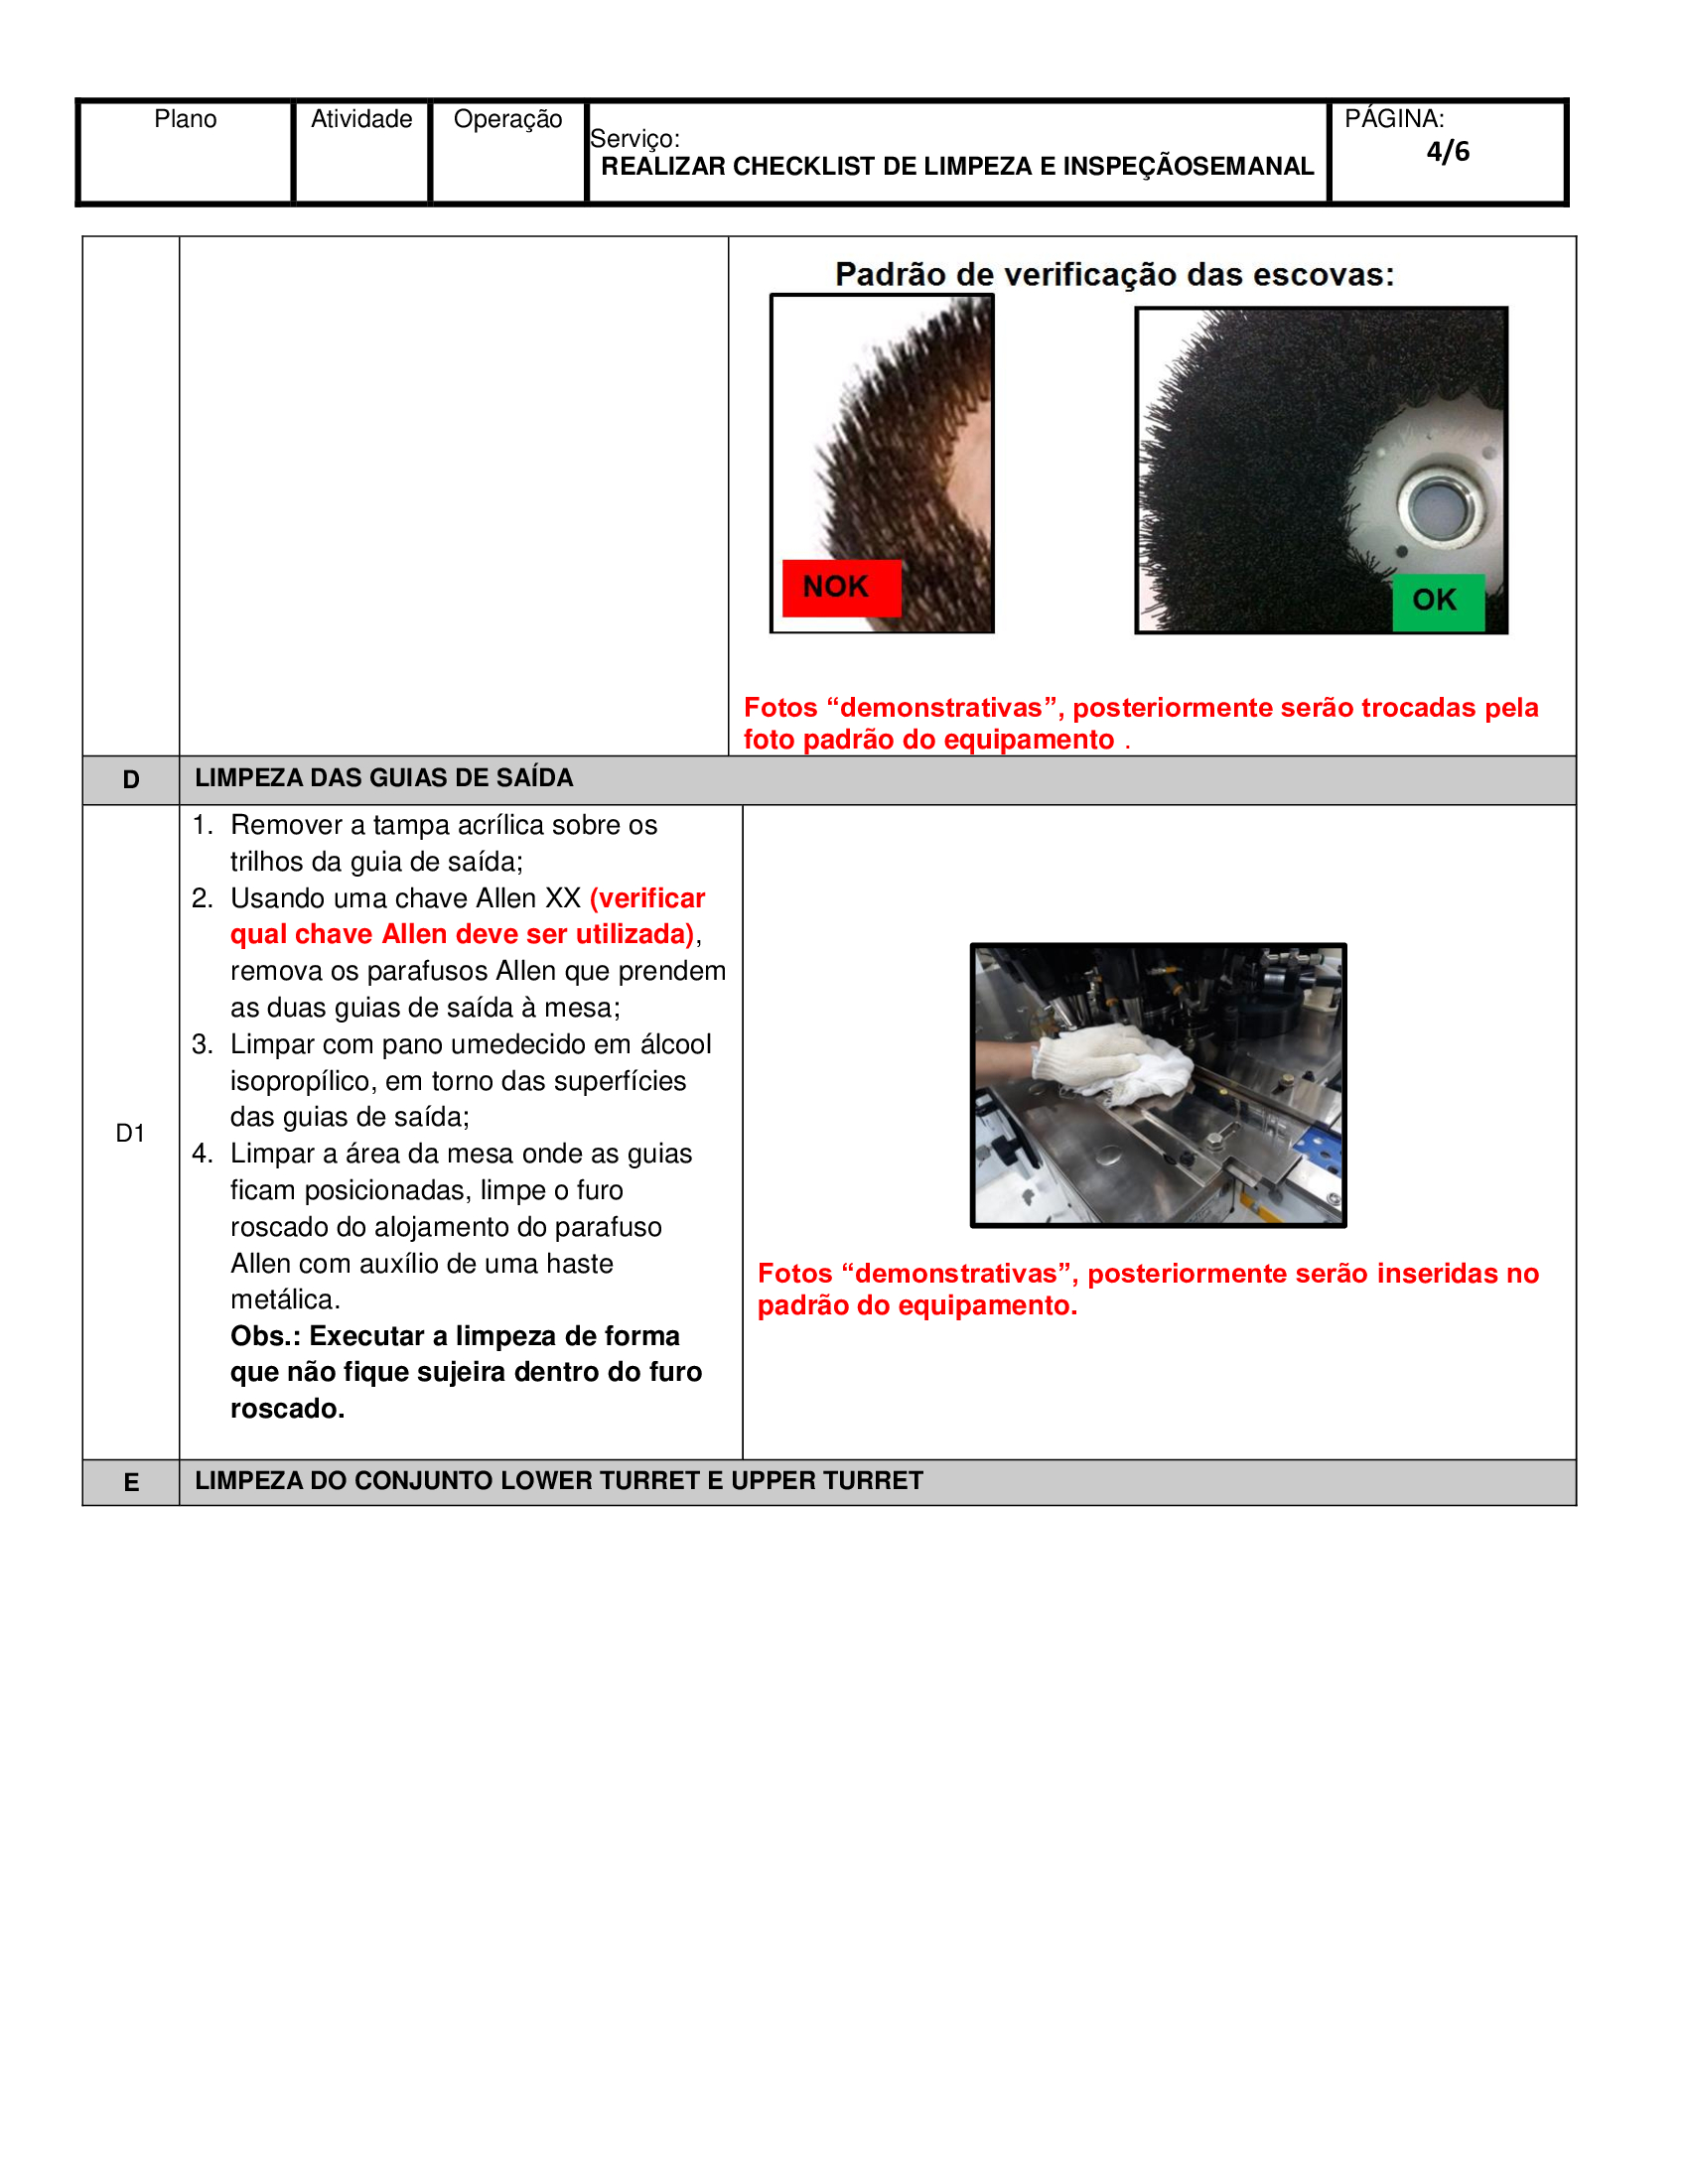 Plano
Atividade
Operação
Serviço:
REALIZAR CHECKLIST DE LIMPEZA E INSPEÇÃOSEMANAL
PÁGINA:
4/6
Padrão de verificação das escovas:
NOK
OK
Fotos “demonstrativas”, posteriormente serão trocadas pela
foto padrão do equipamento .
D
LIMPEZA DAS GUIAS DE SAÍDA
D1
1. Remover a tampa acrílica sobre os
trilhos da guia de saída;
2. Usando uma chave Allen XX (verificar
qual chave Allen deve ser utilizada),
remova os parafusos Allen que prendem
as duas guias de saída à mesa;
3. Limpar com pano umedecido em álcool
isopropílico, em torno das superfícies
das guias de saída;
4. Limpar a área da mesa onde as guias
ficam posicionadas, limpe o furo
roscado do alojamento do parafuso
Allen com auxílio de uma haste
metálica.
Obs.: Executar a limpeza de forma
que não fique sujeira dentro do furo
roscado.
Fotos “demonstrativas”, posteriormente serão inseridas no
padrão do equipamento.
E
LIMPEZA DO CONJUNTO LOWER TURRET E UPPER TURRET